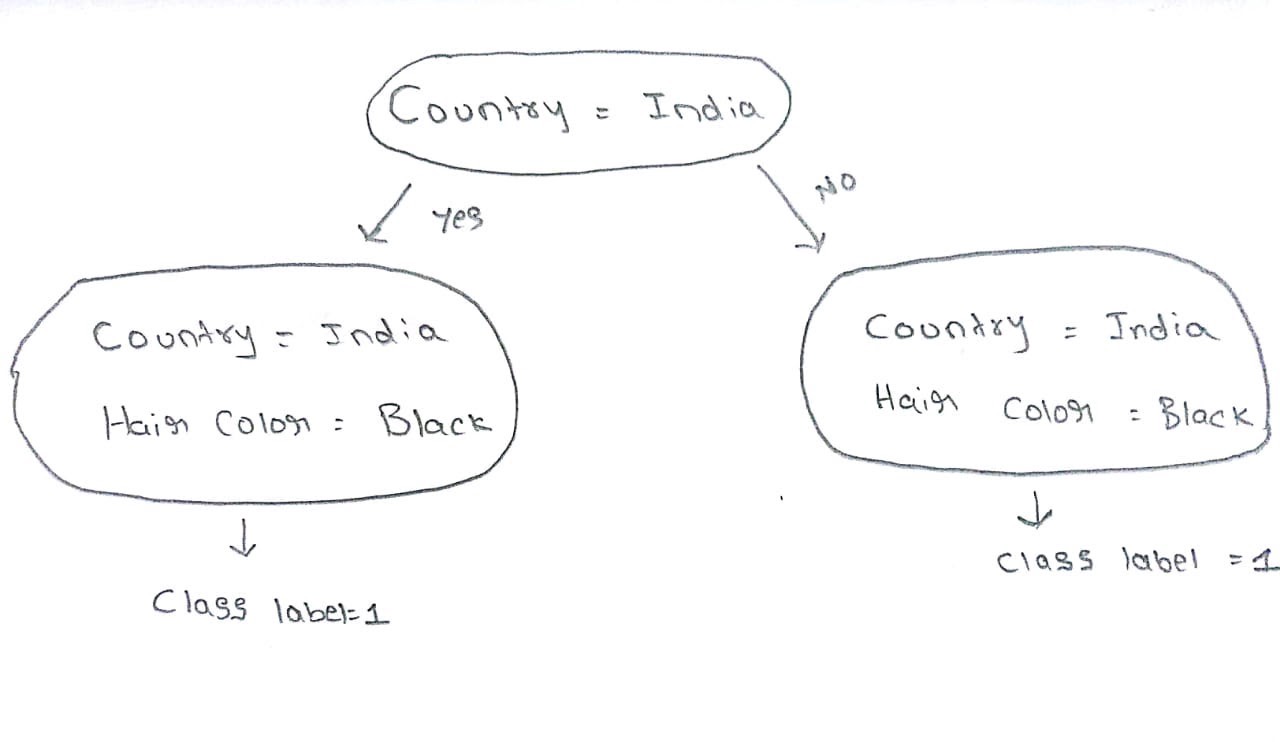 Country = India
Yes
NO
Country = India
Hair Color = Black
Country = India
Hair Color = Black
Class label=1
Class label =1